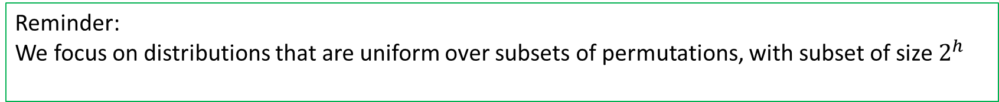 Reminder:
We focus on distributions that are uniform over subsets of permutations, with subset of size $2^h$